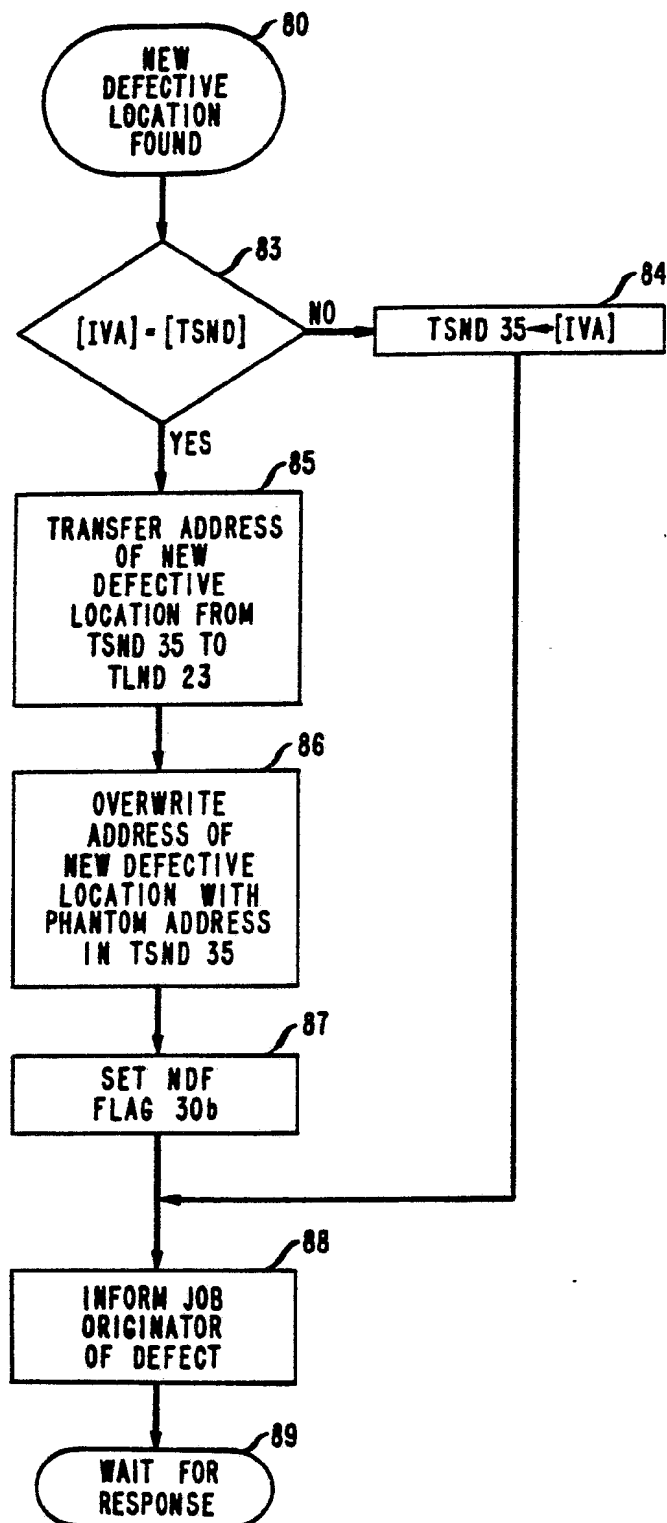 80
NEW
DEFECTIVE
LOCATION
FOUND
83
[IVA] = [TSND]
NO
84
TSND 35←[IVA]
YES
85
TRANSFER ADDRESS
OF NEW
DEFECTIVE
LOCATION FROM
TSND 35 TO
TLND 23
86
OVERWRITE
ADDRESS OF
NEW DEFECTIVE
LOCATION WITH
PHANTOM ADDRESS
IN TSND 35
87
SET NDF
FLAG 30b
88
INFORM JOB
ORIGINATOR
OF DEFECT
89
WAIT FOR
RESPONSE